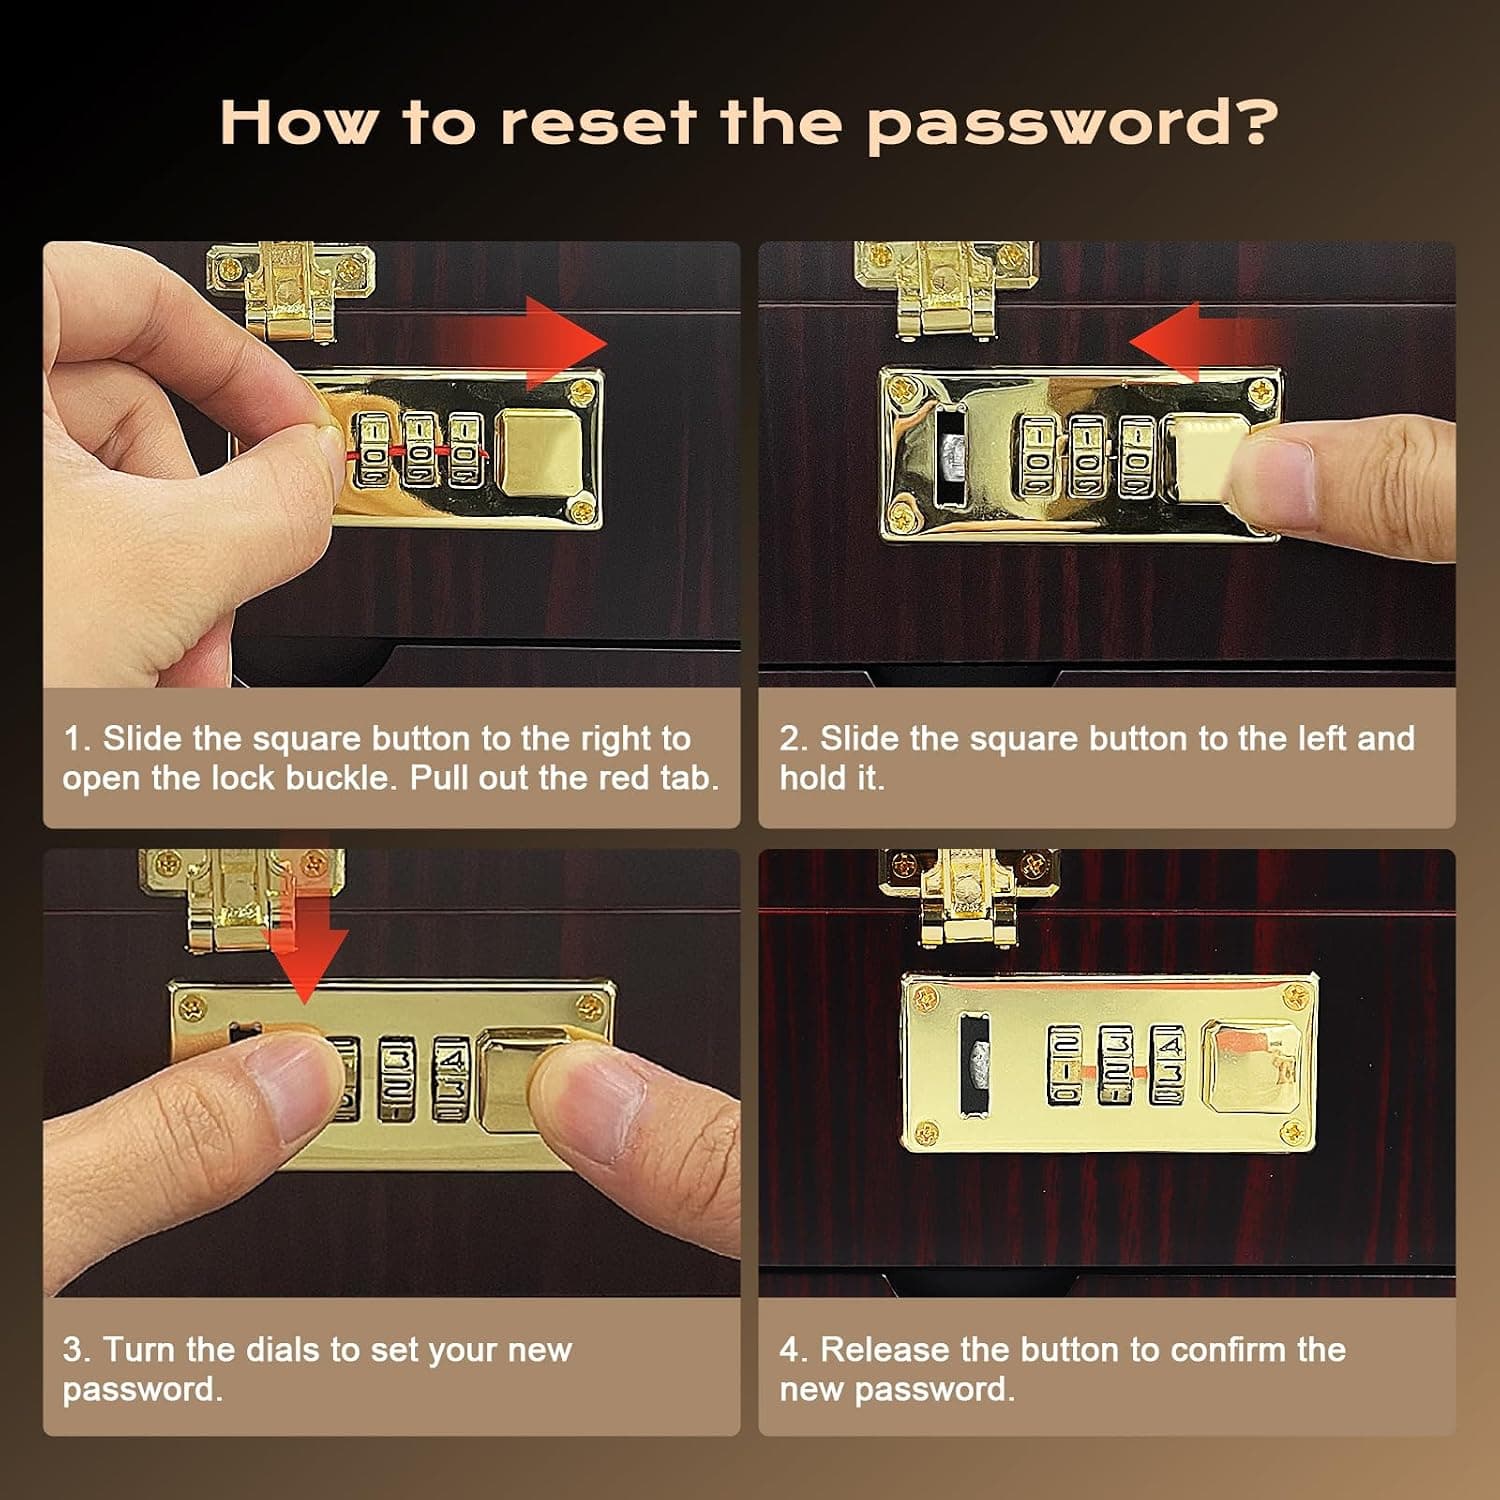 How to reset the password?
1. Slide the square button to the right to
open the lock buckle. Pull out the red tab.
2. Slide the square button to the left and
hold it.
3. Turn the dials to set your new
password.
4. Release the button to confirm the
new password.